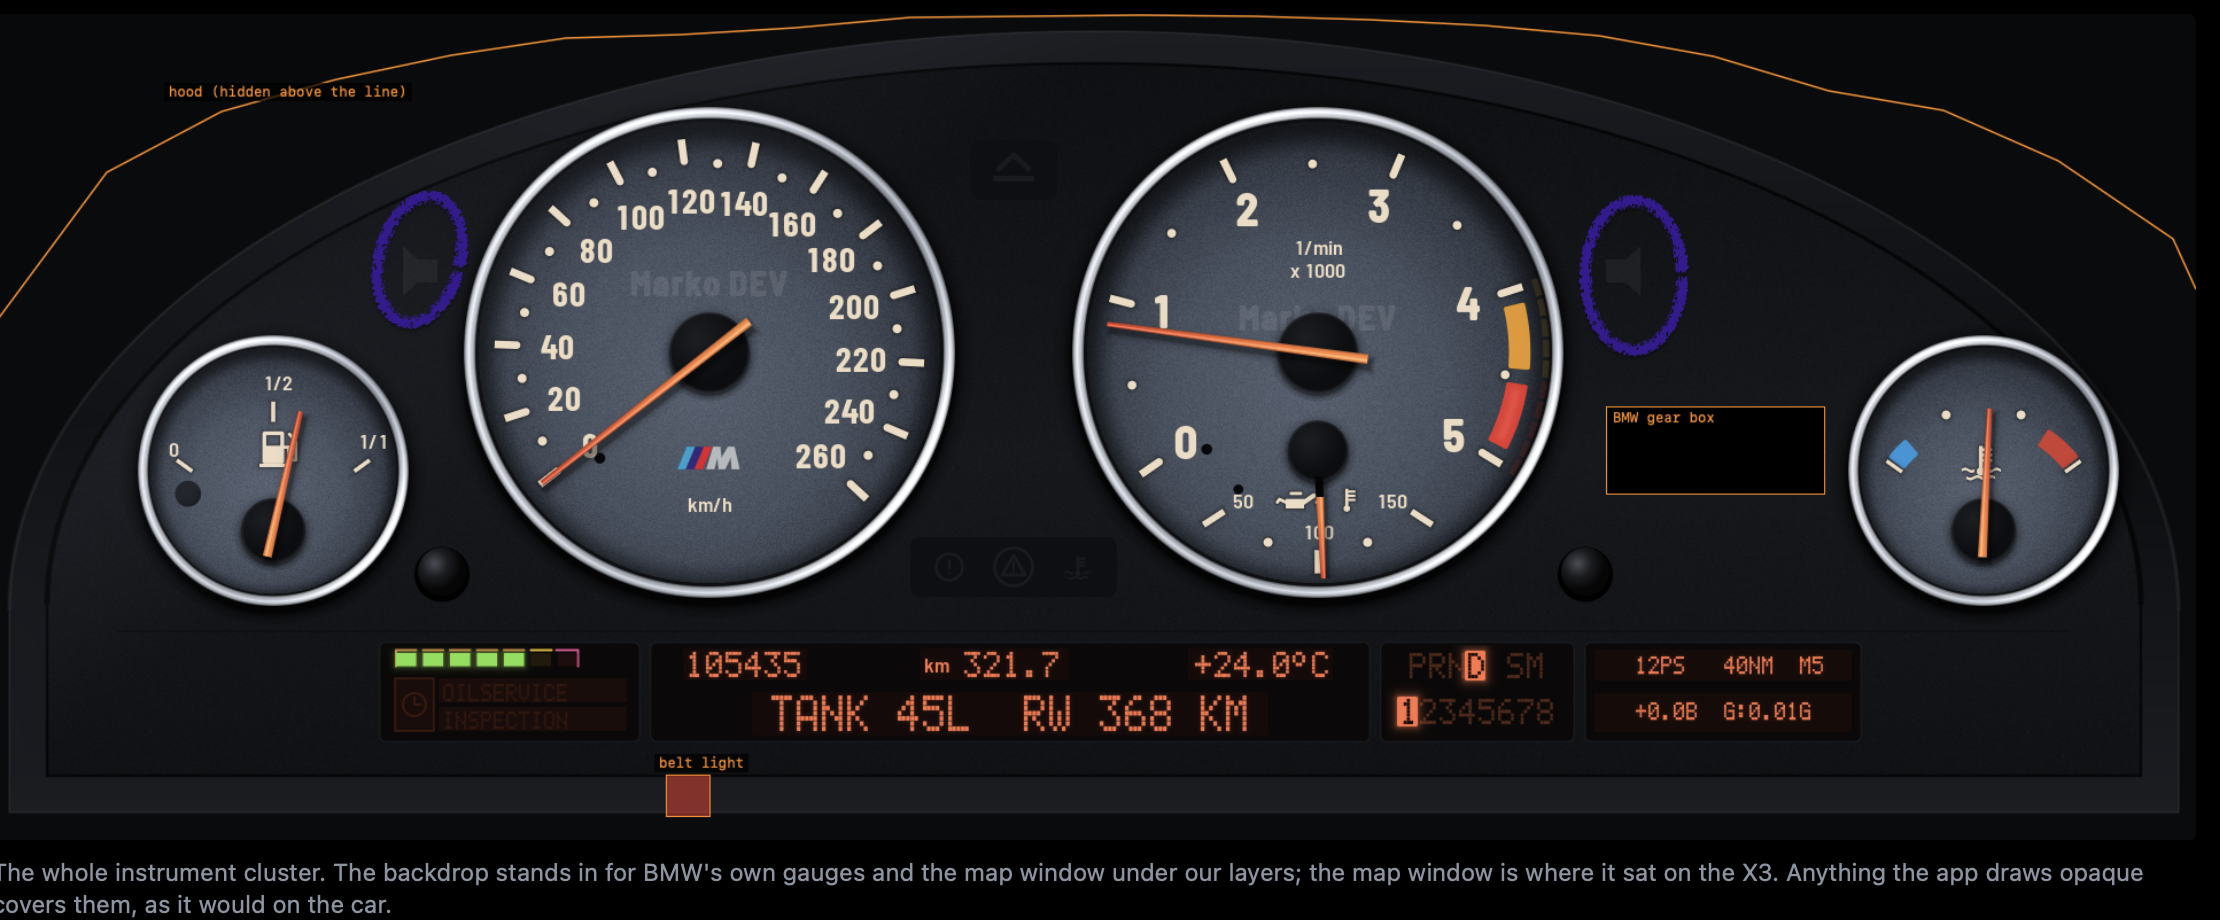 hood (hidden above the line)
120 140
100 160
80 180
60 200
40 220
20 240
0 260
Marko DEV
M
km/h
1/2
0 1/1
2 3
1/min
x 1000
1 4
Marko DEV
0 5
50 150
100
BMW gear box
105435 km 321.7 +24.0°C
TANK 45L RW 368 KM
OILSERVICE
INSPECTION
PRND SM
12345678
12PS 40NM M5
+0.0B G:0.01G
belt light
The whole instrument cluster. The backdrop stands in for BMW's own gauges and the map window under our layers; the map window is where it sat on the X3. Anything the app draws opaque
covers them, as it would on the car.